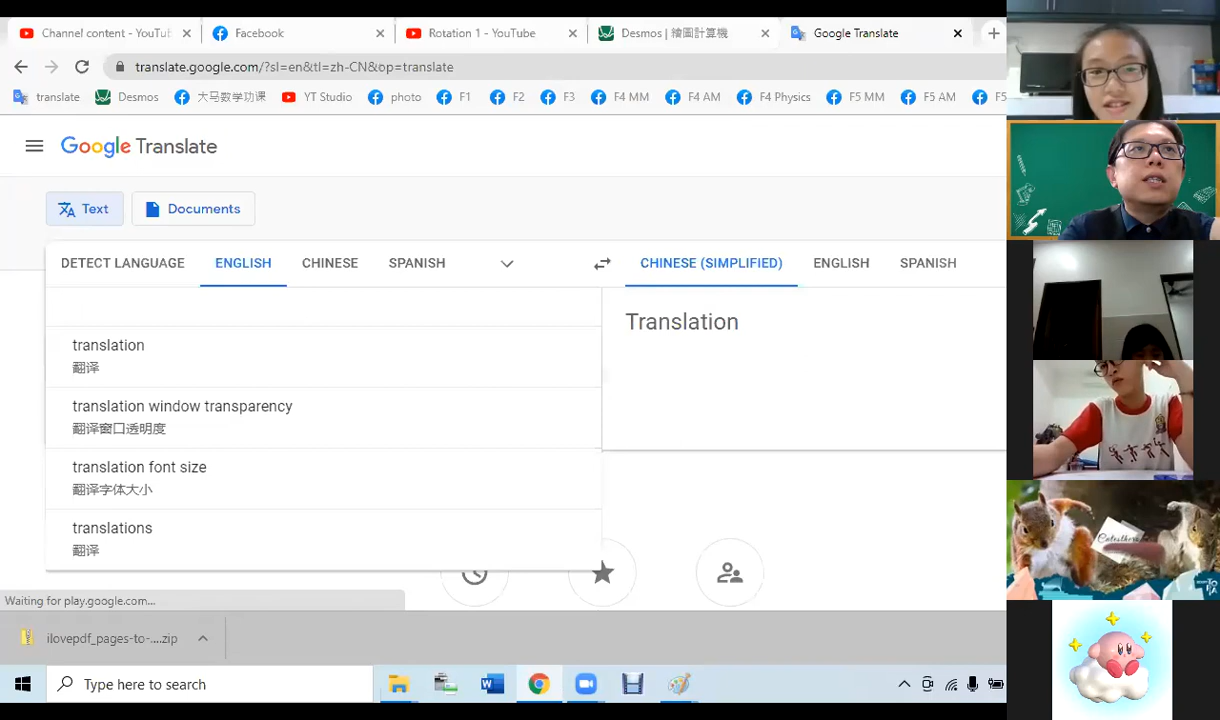 Channel content - YouTu
Facebook
Rotation 1 - YouTube
Desmos | 繪圖計算機
Google Translate
translate.google.com/?sl=en&tl=zh-CN&op=translate
translate
Desmos
大马数学功课
YT Studio
photo
F1
F2
F3
F4 MM
F4 AM
F4 Physics
F5 MM
F5 AM
F5
Google Translate
Text
Documents
DETECT LANGUAGE
ENGLISH
CHINESE
SPANISH
CHINESE (SIMPLIFIED)
ENGLISH
SPANISH
Translation
translation
翻译
translation window transparency
翻译窗口透明度
translation font size
翻译字体大小
translations
翻译
Waiting for play.google.com...
ilovepdf_pages-to-....zip
Type here to search